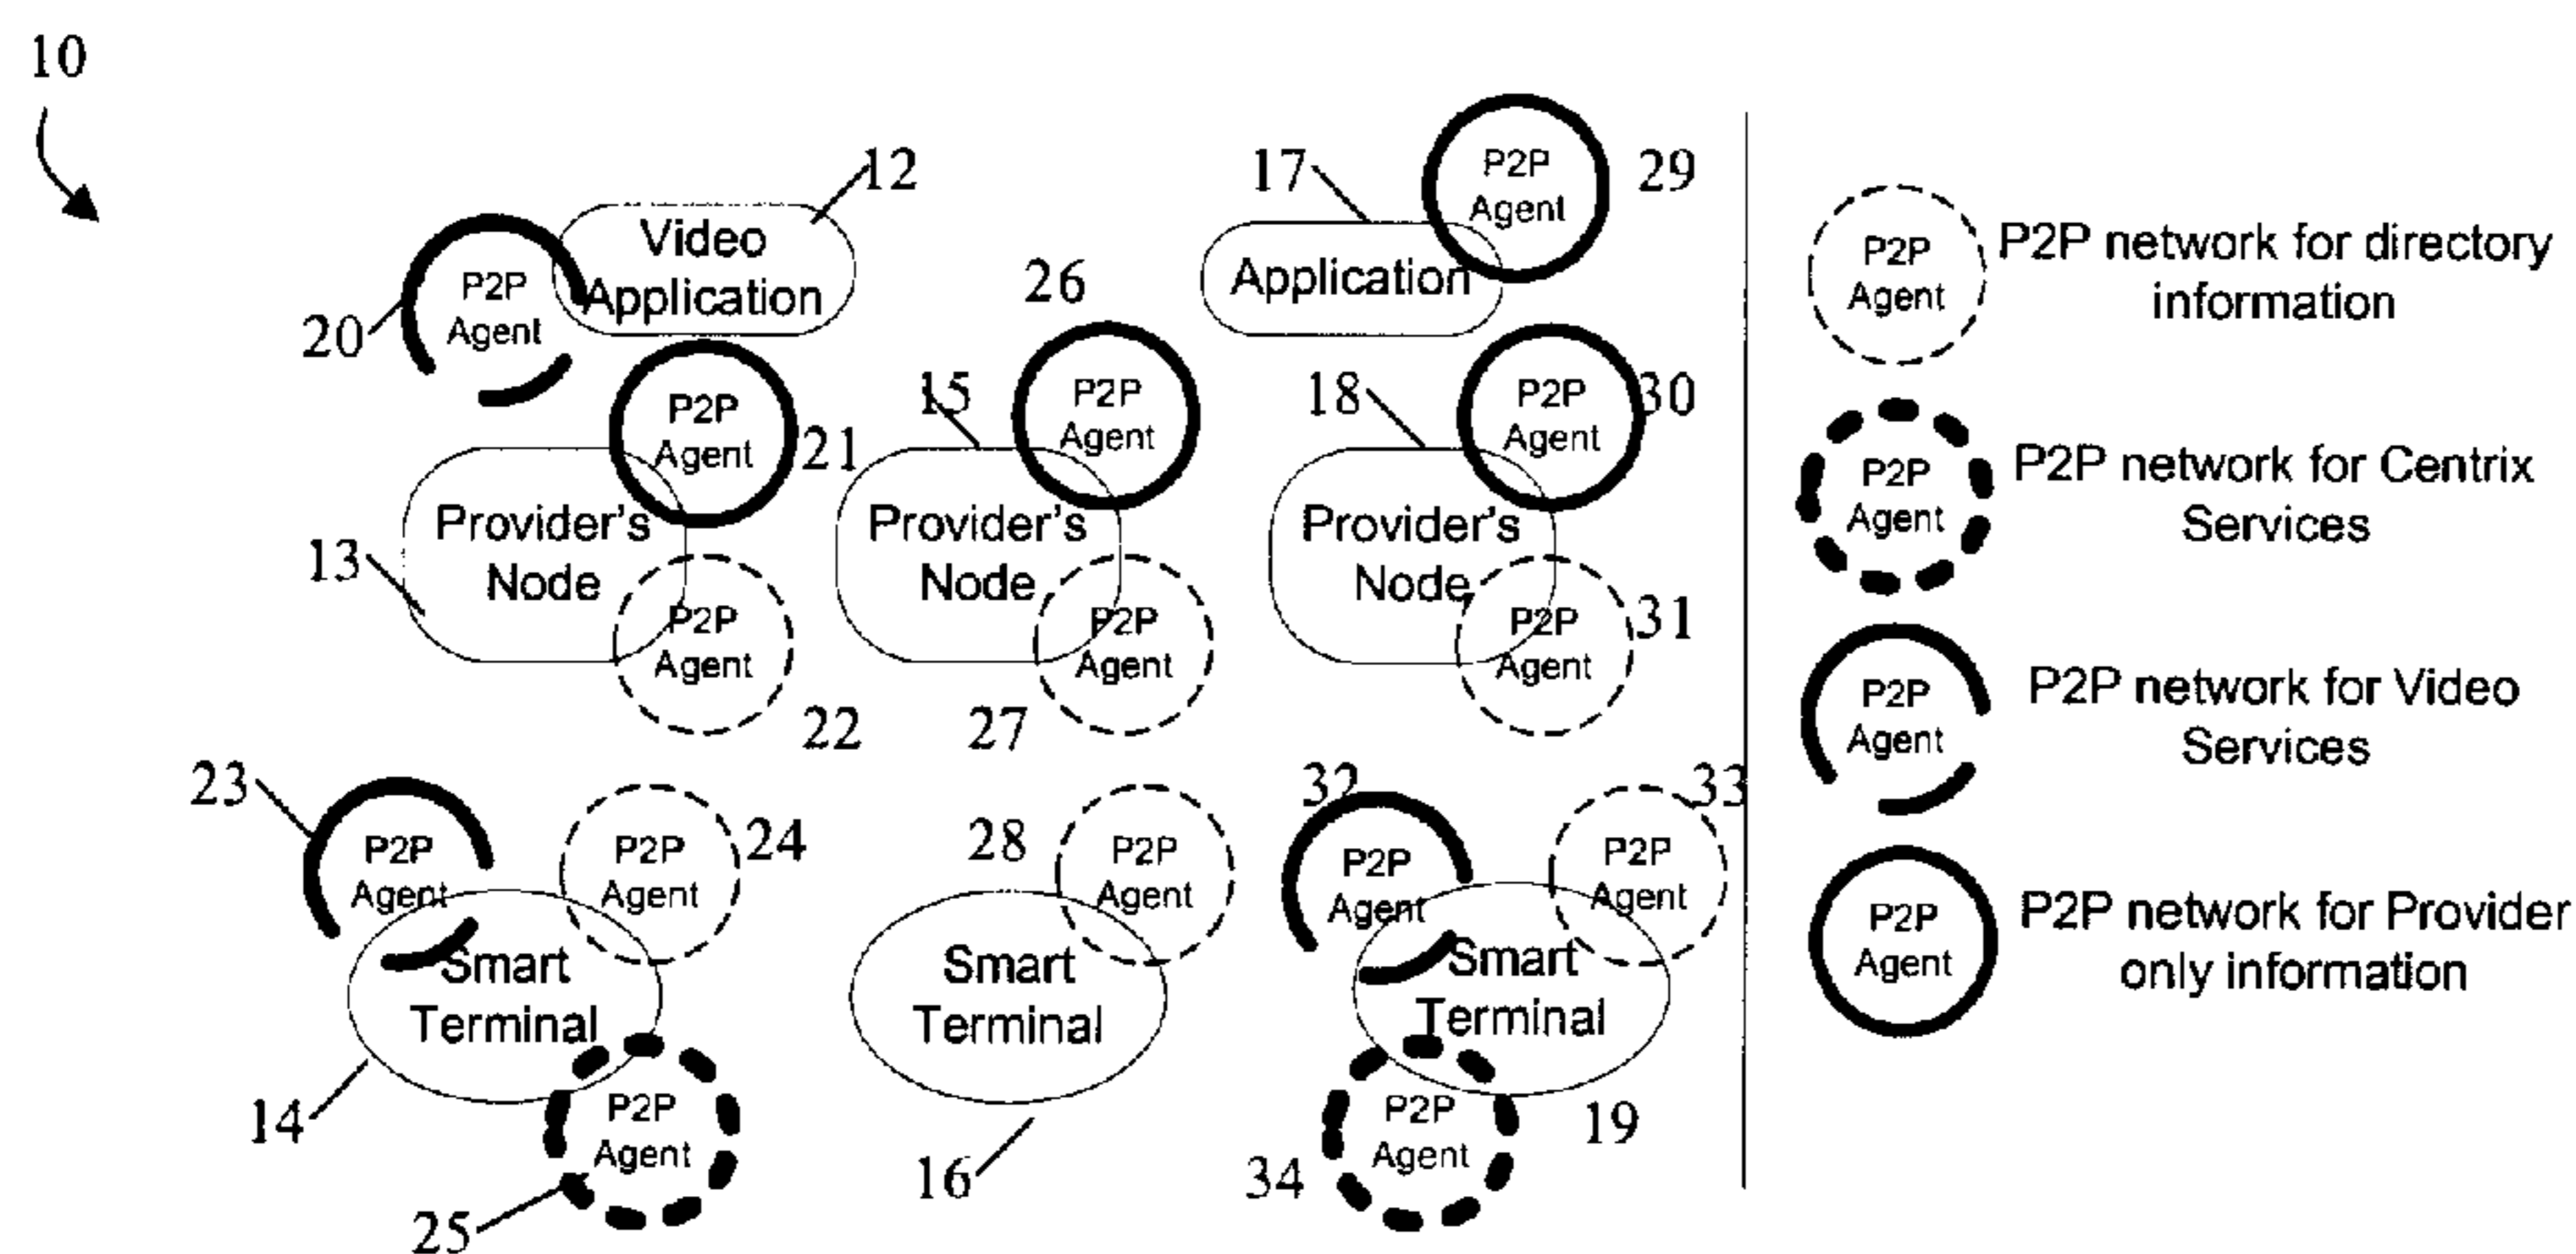 10
12
17
P2P
Agent
29
Video
Application
P2P
Agent
20
26
Application
P2P
Agent
21
15
P2P
Agent
18
P2P
Agent
30
Provider's
Node
13
Provider's
Node
Provider's
Node
P2P
Agent
22
P2P
Agent
27
P2P
Agent
31
23
P2P
Agent
P2P
Agent
24
28
P2P
Agent
32
P2P
Agent
33
P2P
Agent
Smart
Terminal
14
Smart
Terminal
16
Smart
Terminal
19
P2P
Agent
25
P2P
Agent
34
P2P
Agent
P2P network for directory
information
P2P
Agent
P2P network for Centrix
Services
P2P
Agent
P2P network for Video
Services
P2P
Agent
P2P network for Provider
only information